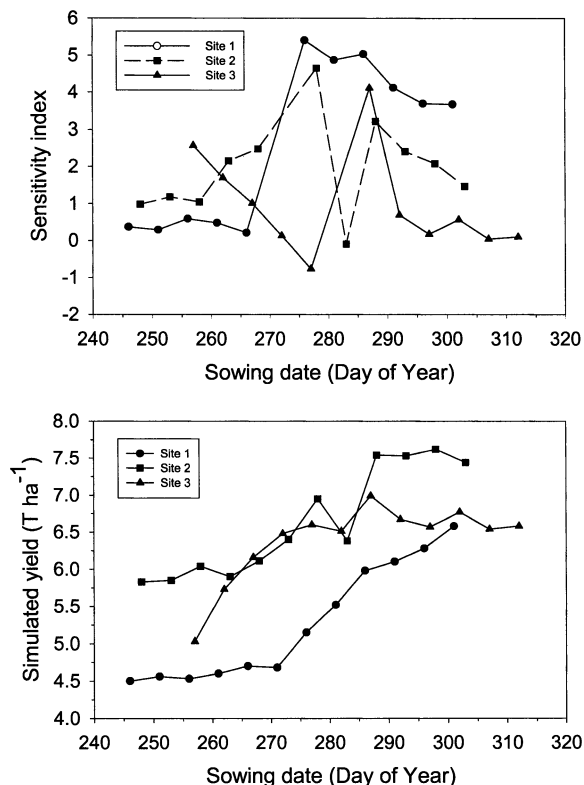 6
5
4
3
2
1
0
-1
-2
Sensitivity index
Site 1
Site 2
Site 3
240 250 260 270 280 290 300 310 320
Sowing date (Day of Year)
8.0
7.5
7.0
6.5
6.0
5.5
5.0
4.5
4.0
Simulated yield (T ha⁻¹)
Site 1
Site 2
Site 3
240 250 260 270 280 290 300 310 320
Sowing date (Day of Year)